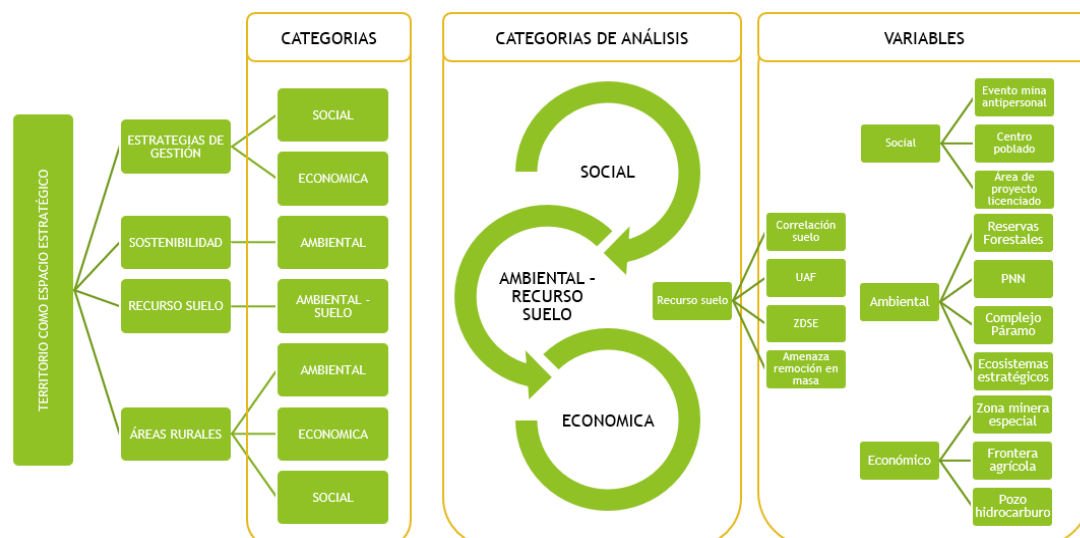 CATEGORIAS
CATEGORIAS DE ANÁLISIS
VARIABLES
TERRITORIO COMO ESPACIO ESTRATÉGICO
ESTRATEGIAS DE
GESTIÓN
SOSTENIBILIDAD
RECURSO SUELO
ÁREAS RURALES
SOCIAL
ECONOMICA
AMBIENTAL
AMBIENTAL -
SUELO
AMBIENTAL
ECONOMICA
SOCIAL
SOCIAL
AMBIENTAL –
RECURSO
SUELO
ECONOMICA
Recurso suelo
Correlación
suelo
UAF
ZDSE
Amenaza
remoción en
masa
Social
Evento mina
antipersonal
Centro
poblado
Área de
proyecto
licenciado
Ambiental
Reservas
Forestales
PNN
Complejo
Páramo
Ecosistemas
estratégicos
Económico
Zona minera
especial
Frontera
agrícola
Pozo
hidrocarburo